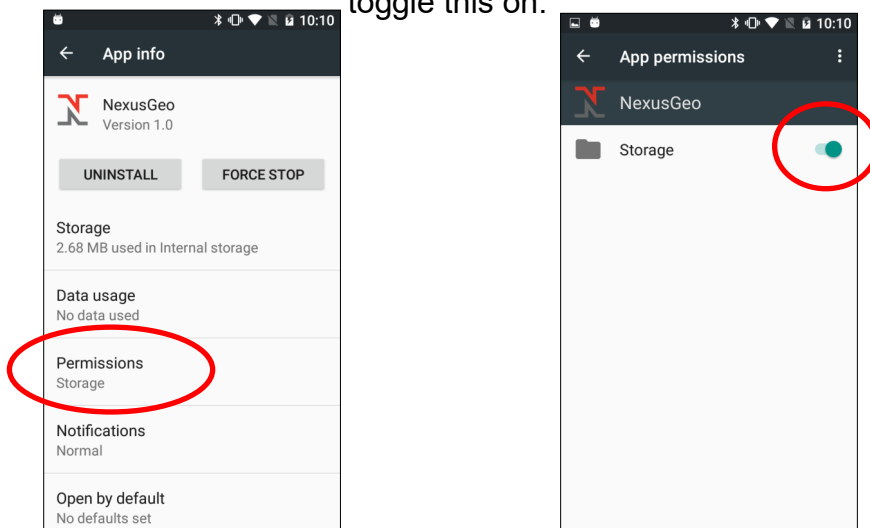 toggle this on.
10:10
App info
NexusGeo
Version 1.0
UNINSTALL FORCE STOP
Storage
2.68 MB used in Internal storage
Data usage
No data used
Permissions
Storage
Notifications
Normal
Open by default
No defaults set
10:10
App permissions
NexusGeo
Storage